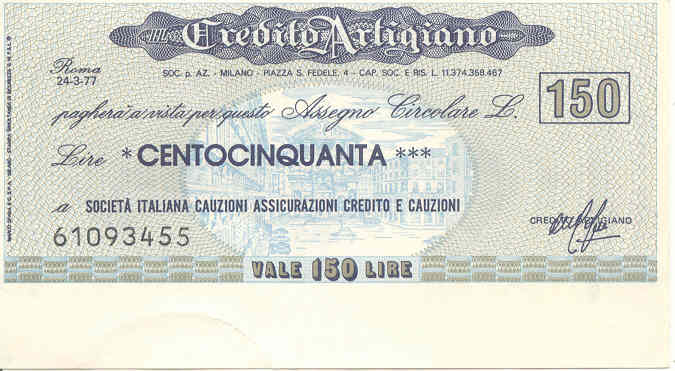 Il Credito Artigiano
SOC. p. AZ. - MILANO - PIAZZA S. FEDELE, 4 - CAP. SOC. E RIS. L. 11.374.358.467
Roma
24-3-77
pagherà a vista per questo Assegno Circolare L. 150
Lire *CENTOCINQUANTA ***
a SOCIETÀ ITALIANA CAUZIONI ASSICURAZIONI CREDITO E CAUZIONI
CREDITO ARTIGIANO
61093455
VALE 150 LIRE